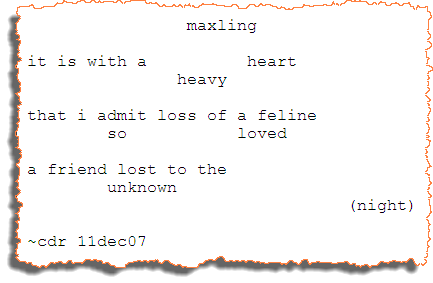 maxling
it is with a heart
heavy
that i admit loss of a feline
so loved
a friend lost to the
unknown
(night)
~cdr 11dec07